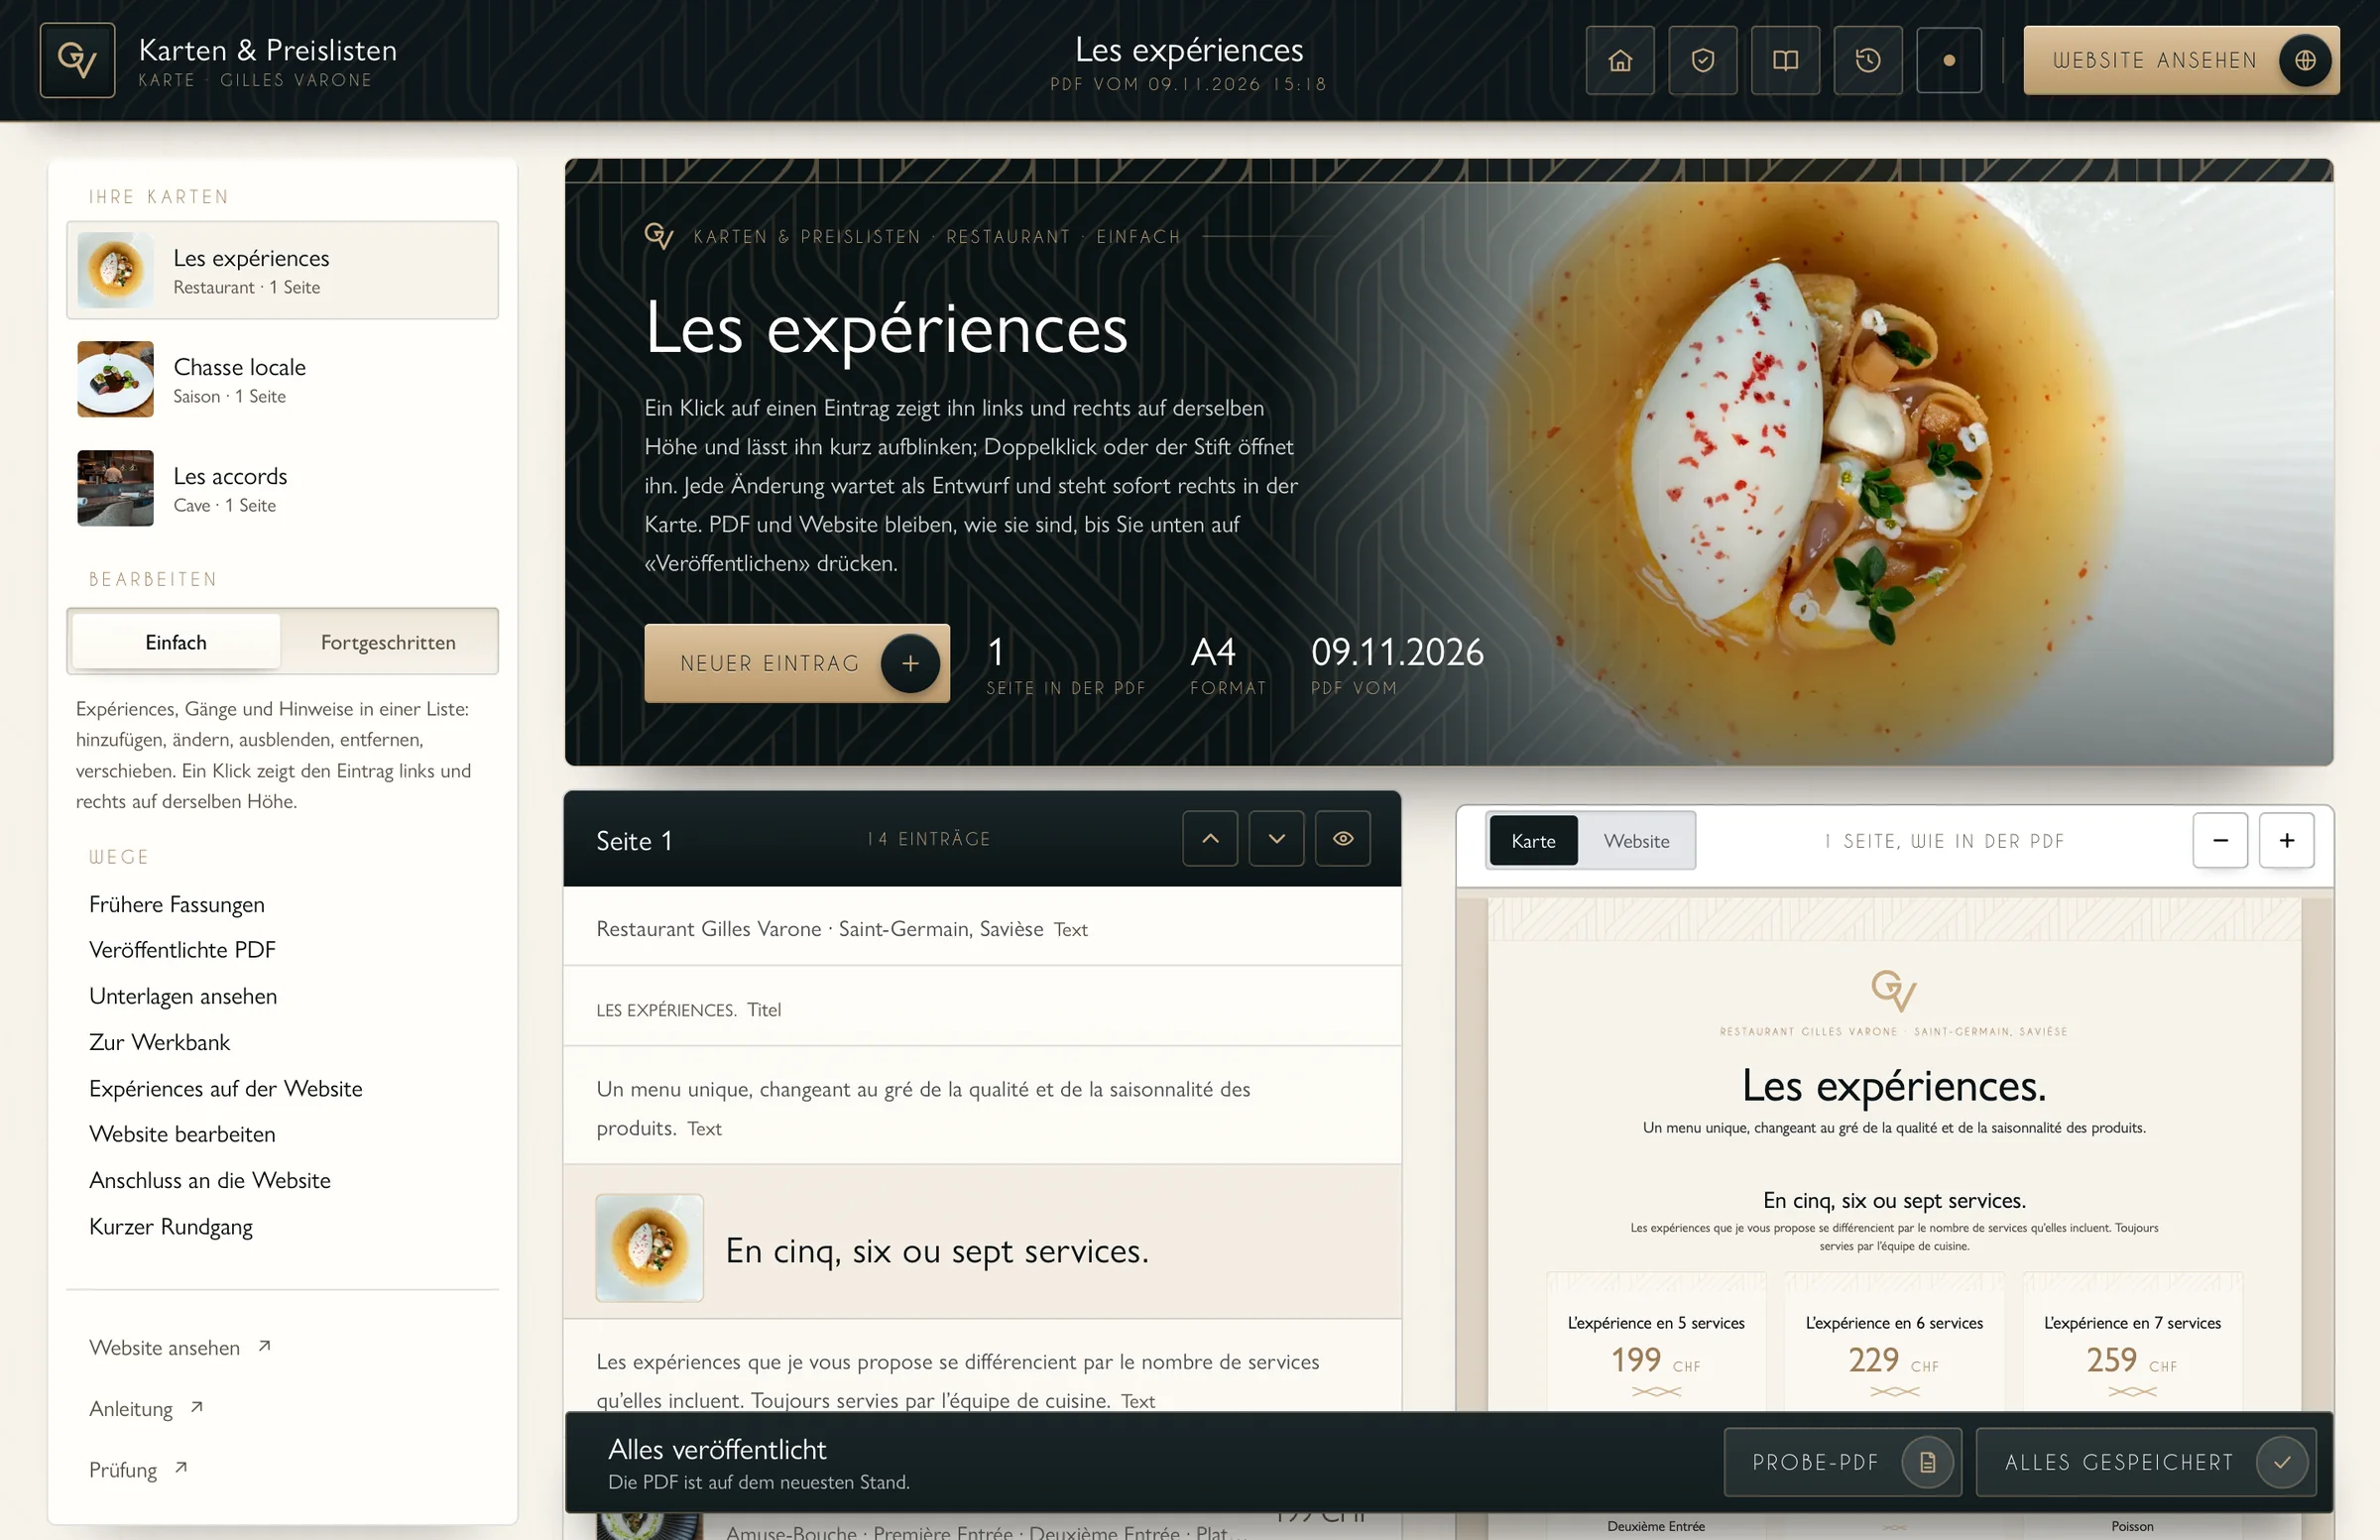 GV
Karten & Preislisten
KARTE · GILLES VARONE
Les expériences
PDF VOM 09.11.2026 15:18
WEBSITE ANSEHEN
IHRE KARTEN
Les expériences
Restaurant · 1 Seite
Chasse locale
Saison · 1 Seite
Les accords
Cave · 1 Seite
BEARBEITEN
Einfach
Fortgeschritten
Expériences, Gänge und Hinweise in einer Liste:
hinzufügen, ändern, ausblenden, entfernen,
verschieben. Ein Klick zeigt den Eintrag links und
rechts auf derselben Höhe.
WEGE
Frühere Fassungen
Veröffentlichte PDF
Unterlagen ansehen
Zur Werkbank
Expériences auf der Website
Website bearbeiten
Anschluss an die Website
Kurzer Rundgang
Website ansehen
Anleitung
Prüfung
GV KARTEN & PREISLISTEN · RESTAURANT · EINFACH
Les expériences
Ein Klick auf einen Eintrag zeigt ihn links und rechts auf derselben
Höhe und lässt ihn kurz aufblinken; Doppelklick oder der Stift öffnet
ihn. Jede Änderung wartet als Entwurf und steht sofort rechts in der
Karte. PDF und Website bleiben, wie sie sind, bis Sie unten auf
«Veröffentlichen» drücken.
NEUER EINTRAG
1
SEITE IN DER PDF
A4
FORMAT
09.11.2026
PDF VOM
Seite 1
14 EINTRÄGE
Restaurant Gilles Varone · Saint-Germain, Savièse Text
LES EXPÉRIENCES. Titel
Un menu unique, changeant au gré de la qualité et de la saisonnalité des
produits. Text
En cinq, six ou sept services.
Les expériences que je vous propose se différencient par le nombre de services
qu'elles incluent. Toujours servies par l'équipe de cuisine. Text
Amuse-Bouche · Première Entrée · Deuxième Entrée · Plat…
199 CHF
Karte
Website
1 SEITE, WIE IN DER PDF
GV
RESTAURANT GILLES VARONE · SAINT-GERMAIN, SAVIÈSE
Les expériences.
Un menu unique, changeant au gré de la qualité et de la saisonnalité des produits.
En cinq, six ou sept services.
Les expériences que je vous propose se différencient par le nombre de services qu'elles incluent. Toujours
servies par l'équipe de cuisine.
L'expérience en 5 services
199 CHF
L'expérience en 6 services
229 CHF
L'expérience en 7 services
259 CHF
Deuxième Entrée
Poisson
Alles veröffentlicht
Die PDF ist auf dem neuesten Stand.
PROBE-PDF
ALLES GESPEICHERT